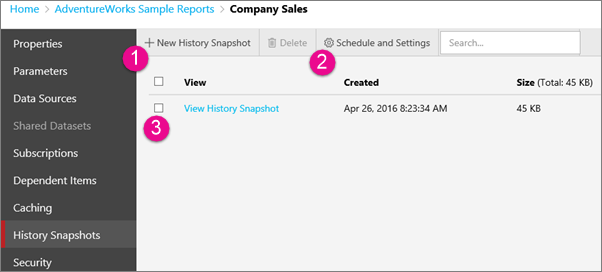 Home > AdventureWorks Sample Reports > Company Sales
Properties
Parameters
Data Sources
Shared Datasets
Subscriptions
Dependent Items
Caching
History Snapshots
Security
+ New History Snapshot Delete Schedule and Settings Search...
1 2
View Created Size (Total: 45 KB)
View History Snapshot Apr 26, 2016 8:23:34 AM 45 KB
3